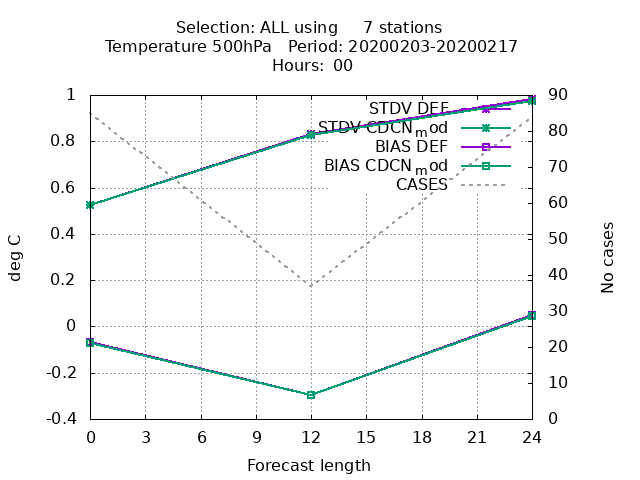 Selection: ALL using     7 stations
Temperature 500hPa   Period: 20200203-20200217
Hours:  00
1
0.8
0.6
0.4
0.2
0
-0.2
-0.4
deg C
STDV DEF
STDV CDCN_mod
BIAS DEF
BIAS CDCN_mod
CASES
90
80
70
60
50
40
30
20
10
0
No cases
0 3 6 9 12 15 18 21 24
Forecast length